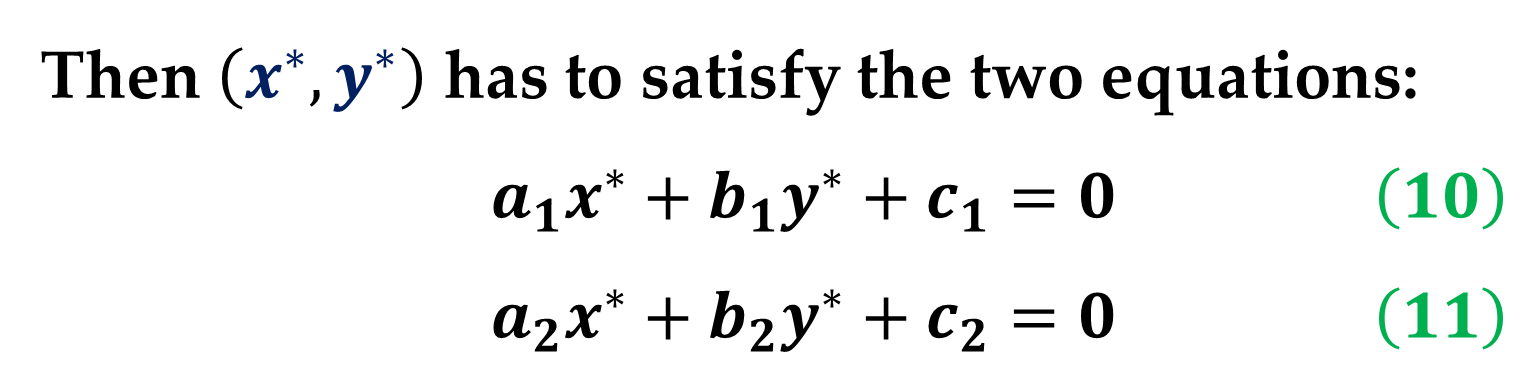 Then (x*, y*) has to satisfy the two equations:
a₁x* + b₁y* + c₁ = 0 (10)
a₂x* + b₂y* + c₂ = 0 (11)